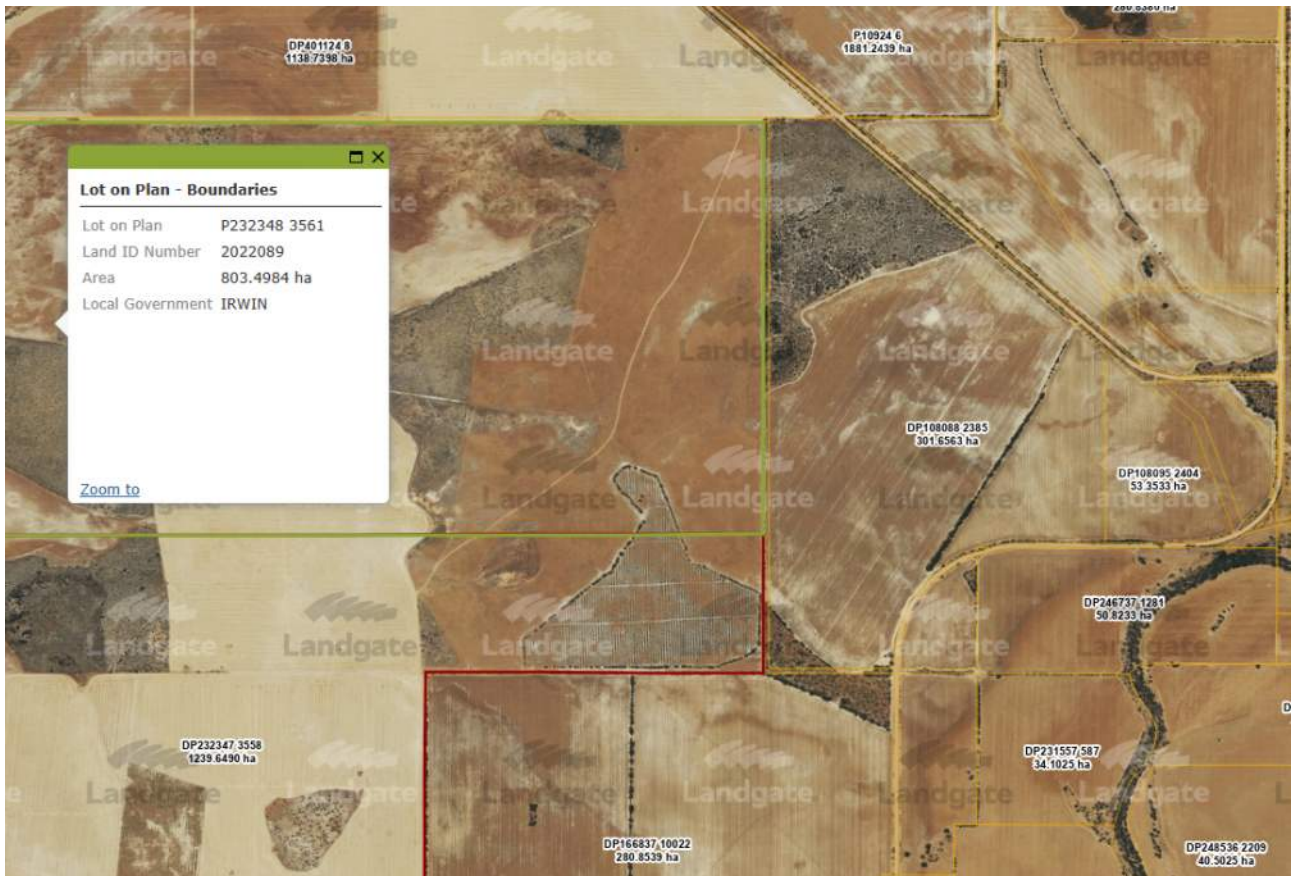 280.8380 ha
DP401124 8
1138.7398 ha
P10924 6
1881.2439 ha
Lot on Plan - Boundaries
Lot on Plan P232348 3561
Land ID Number 2022089
Area 803.4984 ha
Local Government IRWIN
Zoom to
DP108088 2385
301.6563 ha
DP108095 2404
53.3533 ha
DP246737 1281
50.8233 ha
DP232347 3558
1239.6490 ha
DP231557 587
34.1025 ha
DP166837 10022
280.8539 ha
DP248536 2209
40.5025 ha
Landgate